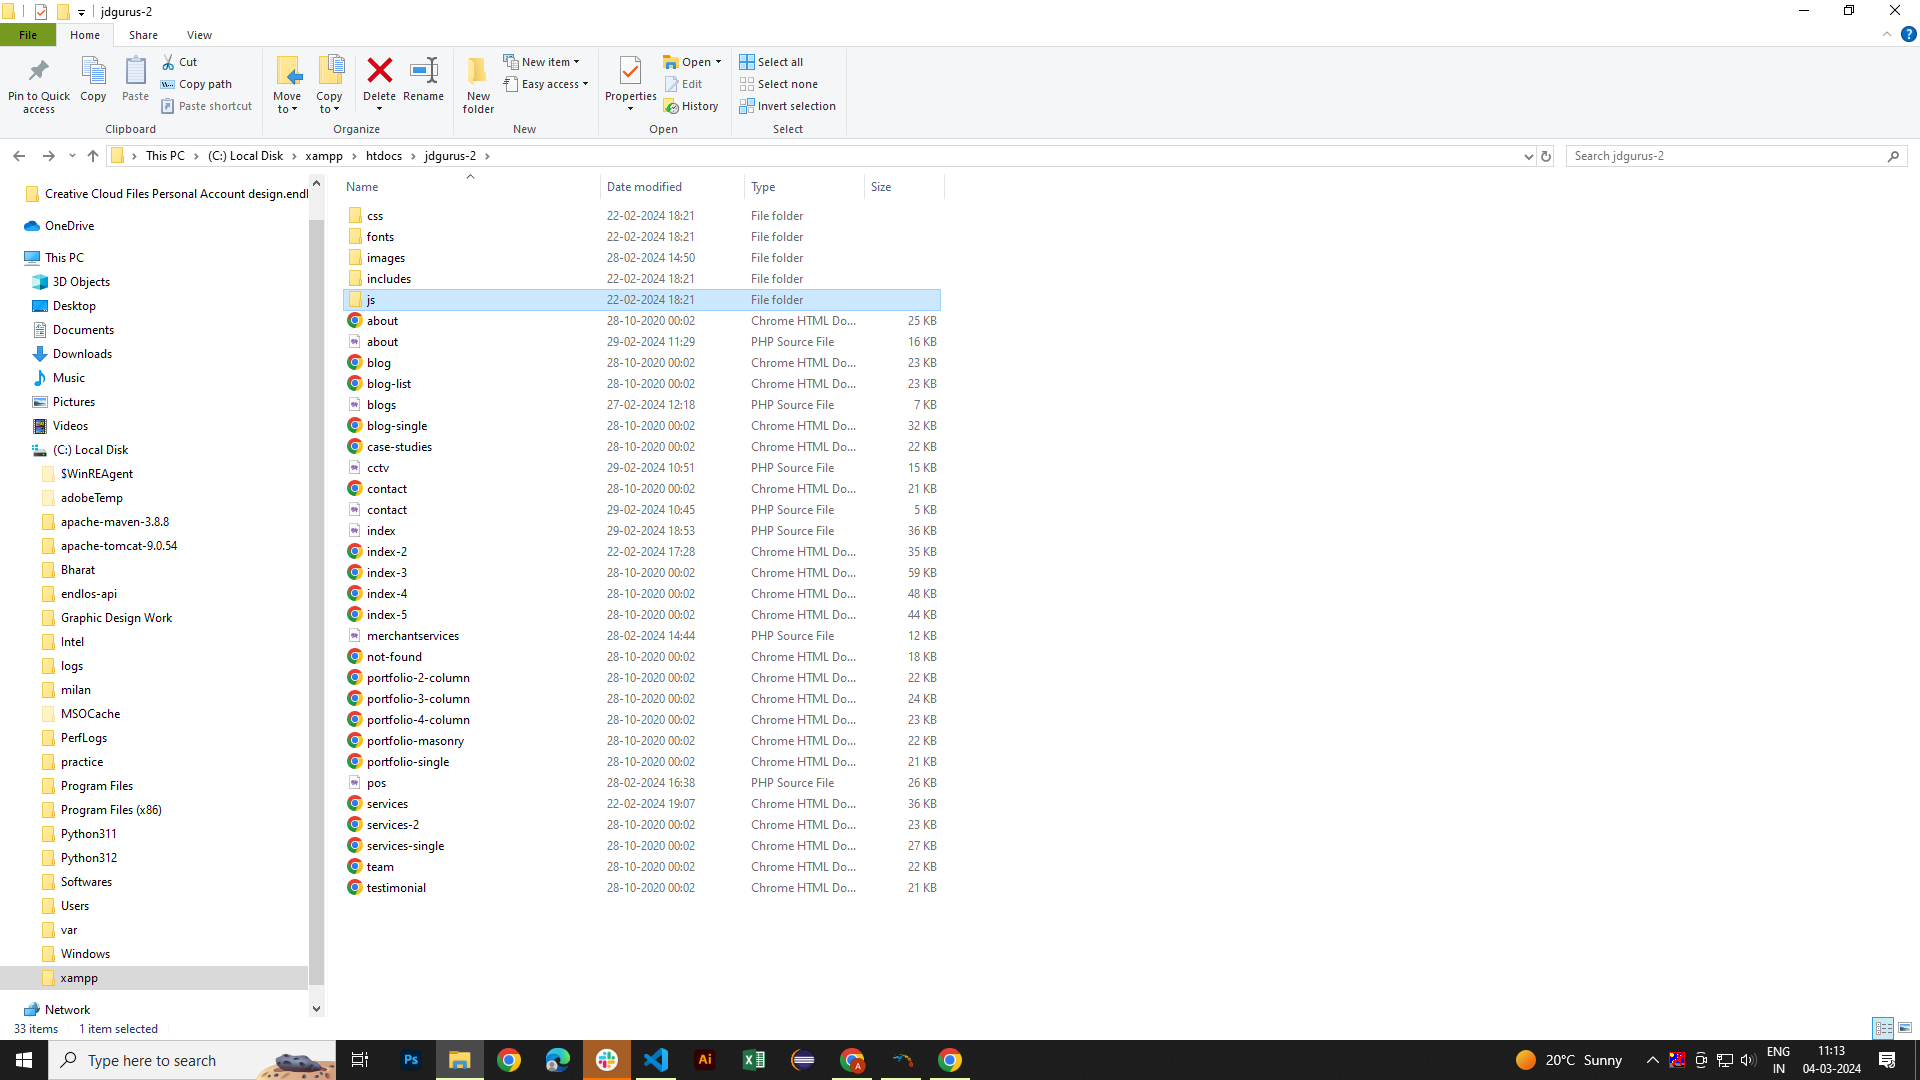 jdgurus-2
File Home Share View
Pin to Quick access
Copy
Paste
Cut
Copy path
Paste shortcut
Clipboard
Move to
Copy to
Delete
Rename
Organize
New folder
New item
Easy access
New
Properties
Open
Edit
History
Open
Select all
Select none
Invert selection
Select
This PC > (C:) Local Disk > xampp > htdocs > jdgurus-2 >
Search jdgurus-2
Creative Cloud Files Personal Account design.endl
OneDrive
This PC
3D Objects
Desktop
Documents
Downloads
Music
Pictures
Videos
(C:) Local Disk
$WinREAgent
adobeTemp
apache-maven-3.8.8
apache-tomcat-9.0.54
Bharat
endlos-api
Graphic Design Work
Intel
logs
milan
MSOCache
PerfLogs
practice
Program Files
Program Files (x86)
Python311
Python312
Softwares
Users
var
Windows
xampp
Network
Name Date modified Type Size
css 22-02-2024 18:21 File folder
fonts 22-02-2024 18:21 File folder
images 28-02-2024 14:50 File folder
includes 22-02-2024 18:21 File folder
js 22-02-2024 18:21 File folder
about 28-10-2020 00:02 Chrome HTML Do... 25 KB
about 29-02-2024 11:29 PHP Source File 16 KB
blog 28-10-2020 00:02 Chrome HTML Do... 23 KB
blog-list 28-10-2020 00:02 Chrome HTML Do... 23 KB
blogs 27-02-2024 12:18 PHP Source File 7 KB
blog-single 28-10-2020 00:02 Chrome HTML Do... 32 KB
case-studies 28-10-2020 00:02 Chrome HTML Do... 22 KB
cctv 29-02-2024 10:51 PHP Source File 15 KB
contact 28-10-2020 00:02 Chrome HTML Do... 21 KB
contact 29-02-2024 10:45 PHP Source File 5 KB
index 29-02-2024 18:53 PHP Source File 36 KB
index-2 22-02-2024 17:28 Chrome HTML Do... 35 KB
index-3 28-10-2020 00:02 Chrome HTML Do... 59 KB
index-4 28-10-2020 00:02 Chrome HTML Do... 48 KB
index-5 28-10-2020 00:02 Chrome HTML Do... 44 KB
merchantservices 28-02-2024 14:44 PHP Source File 12 KB
not-found 28-10-2020 00:02 Chrome HTML Do... 18 KB
portfolio-2-column 28-10-2020 00:02 Chrome HTML Do... 22 KB
portfolio-3-column 28-10-2020 00:02 Chrome HTML Do... 24 KB
portfolio-4-column 28-10-2020 00:02 Chrome HTML Do... 23 KB
portfolio-masonry 28-10-2020 00:02 Chrome HTML Do... 22 KB
portfolio-single 28-10-2020 00:02 Chrome HTML Do... 21 KB
pos 28-02-2024 16:38 PHP Source File 26 KB
services 22-02-2024 19:07 Chrome HTML Do... 36 KB
services-2 28-10-2020 00:02 Chrome HTML Do... 23 KB
services-single 28-10-2020 00:02 Chrome HTML Do... 27 KB
team 28-10-2020 00:02 Chrome HTML Do... 22 KB
testimonial 28-10-2020 00:02 Chrome HTML Do... 21 KB
33 items 1 item selected
Type here to search
Ps
Ai
A
20°C Sunny
ENG
IN
11:13
04-03-2024